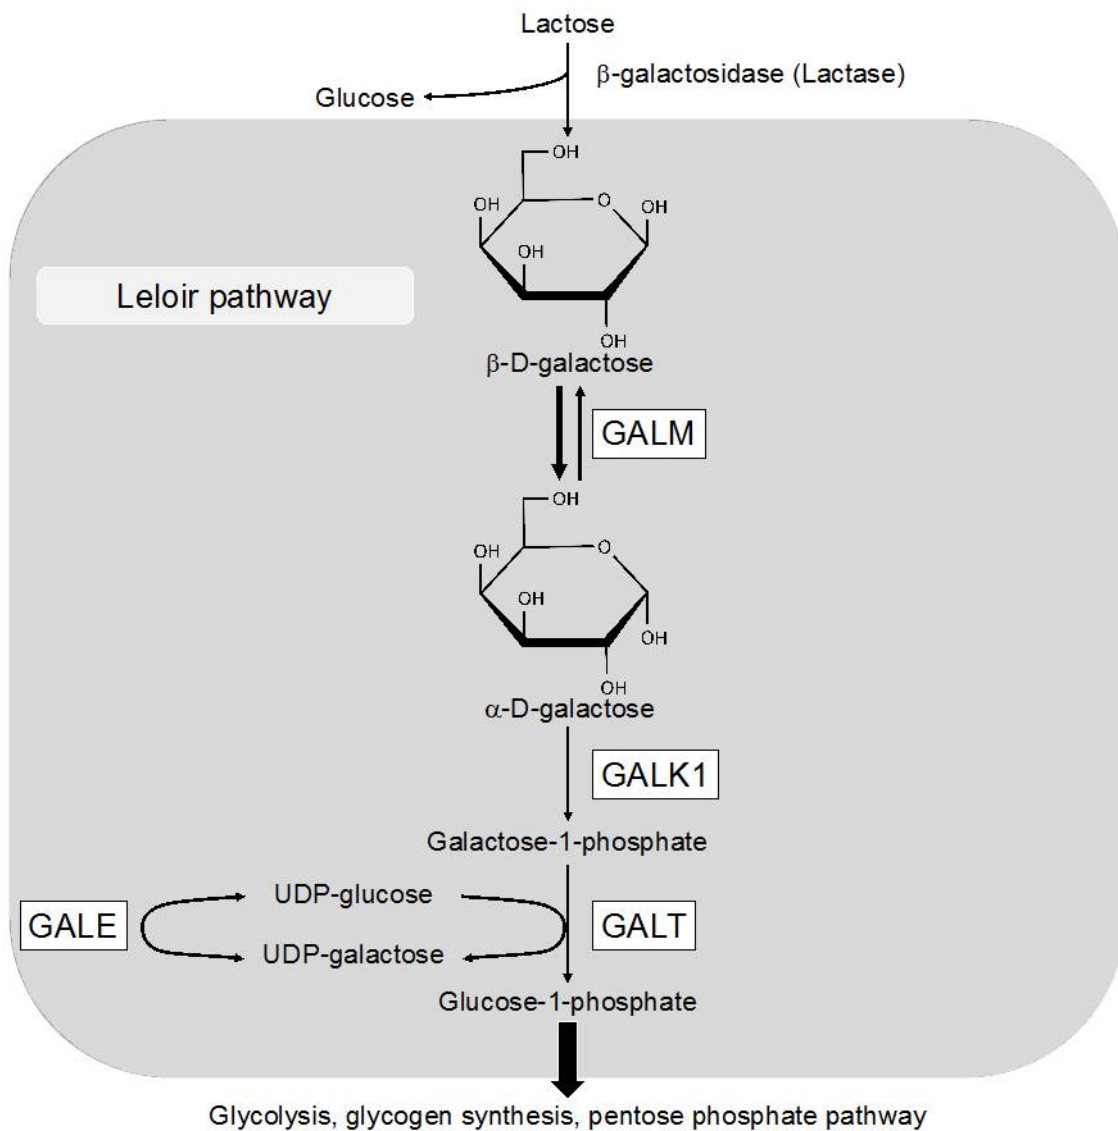 Lactose
β-galactosidase (Lactase)
Glucose
OH
OH
O
OH
OH
OH
Leloir pathway
β-D-galactose
GALM
OH
OH
O
OH
OH
OH
α-D-galactose
GALK1
Galactose-1-phosphate
UDP-glucose
GALE
GALT
UDP-galactose
Glucose-1-phosphate
Glycolysis, glycogen synthesis, pentose phosphate pathway